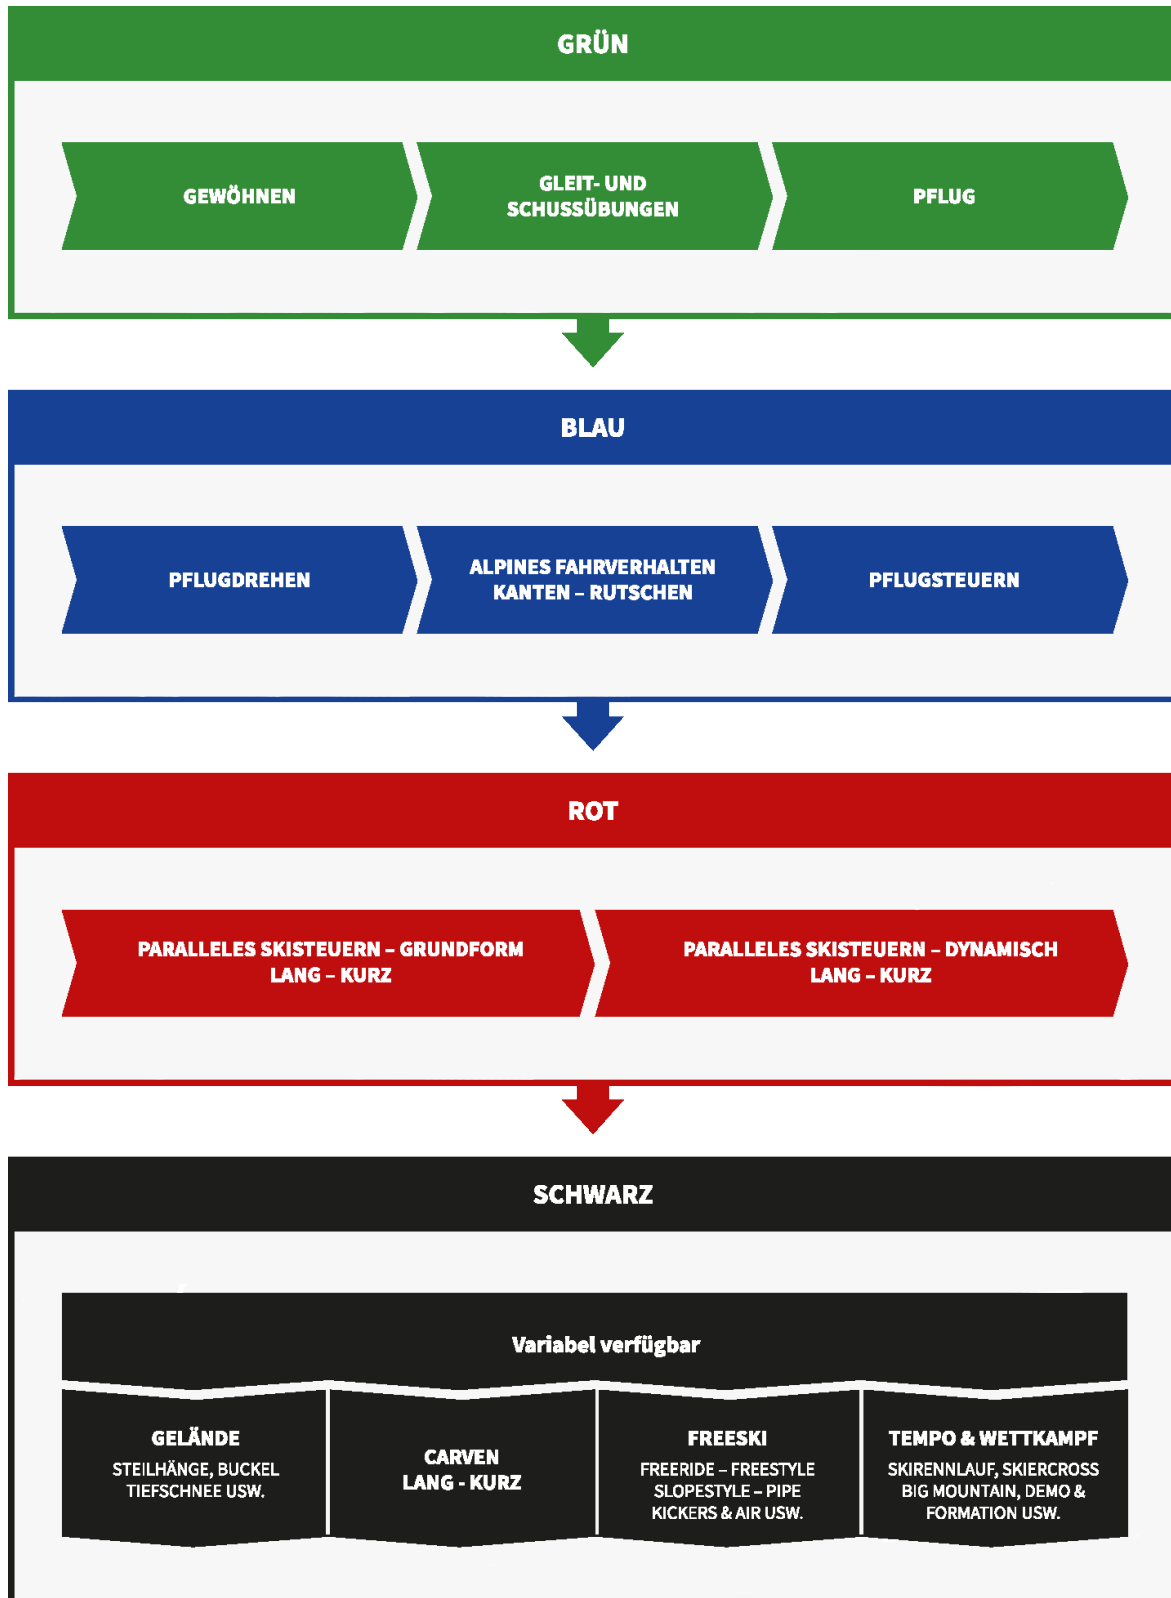 GRÜN
GEWÖHNEN
GLEIT- UND
SCHUSSÜBUNGEN
PFLUG
BLAU
PFLUGDREHEN
ALPINES FAHRVERHALTEN
KANTEN – RUTSCHEN
PFLUGSTEUERN
ROT
PARALLELES SKISTEUERN – GRUNDFORM
LANG – KURZ
PARALLELES SKISTEUERN – DYNAMISCH
LANG – KURZ
SCHWARZ
Variabel verfügbar
GELÄNDE
STEILHÄNGE, BUCKEL
TIEFSCHNEE USW.
CARVEN
LANG - KURZ
FREESKI
FREERIDE – FREESTYLE
SLOPESTYLE – PIPE
KICKERS & AIR USW.
TEMPO & WETTKAMPF
SKIRENNLAUF, SKIERCROSS
BIG MOUNTAIN, DEMO &
FORMATION USW.